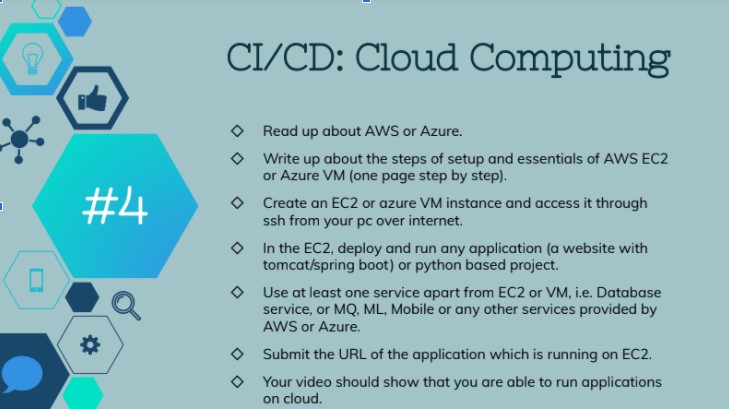 CI/CD: Cloud Computing
#4
Read up about AWS or Azure.
Write up about the steps of setup and essentials of AWS EC2
or Azure VM (one page step by step).
Create an EC2 or azure VM instance and access it through
ssh from your pc over internet.
In the EC2, deploy and run any application (a website with
tomcat/spring boot) or python based project.
Use at least one service apart from EC2 or VM, i.e. Database
service, or MQ, ML, Mobile or any other services provided by
AWS or Azure.
Submit the URL of the application which is running on EC2.
Your video should show that you are able to run applications
on cloud.